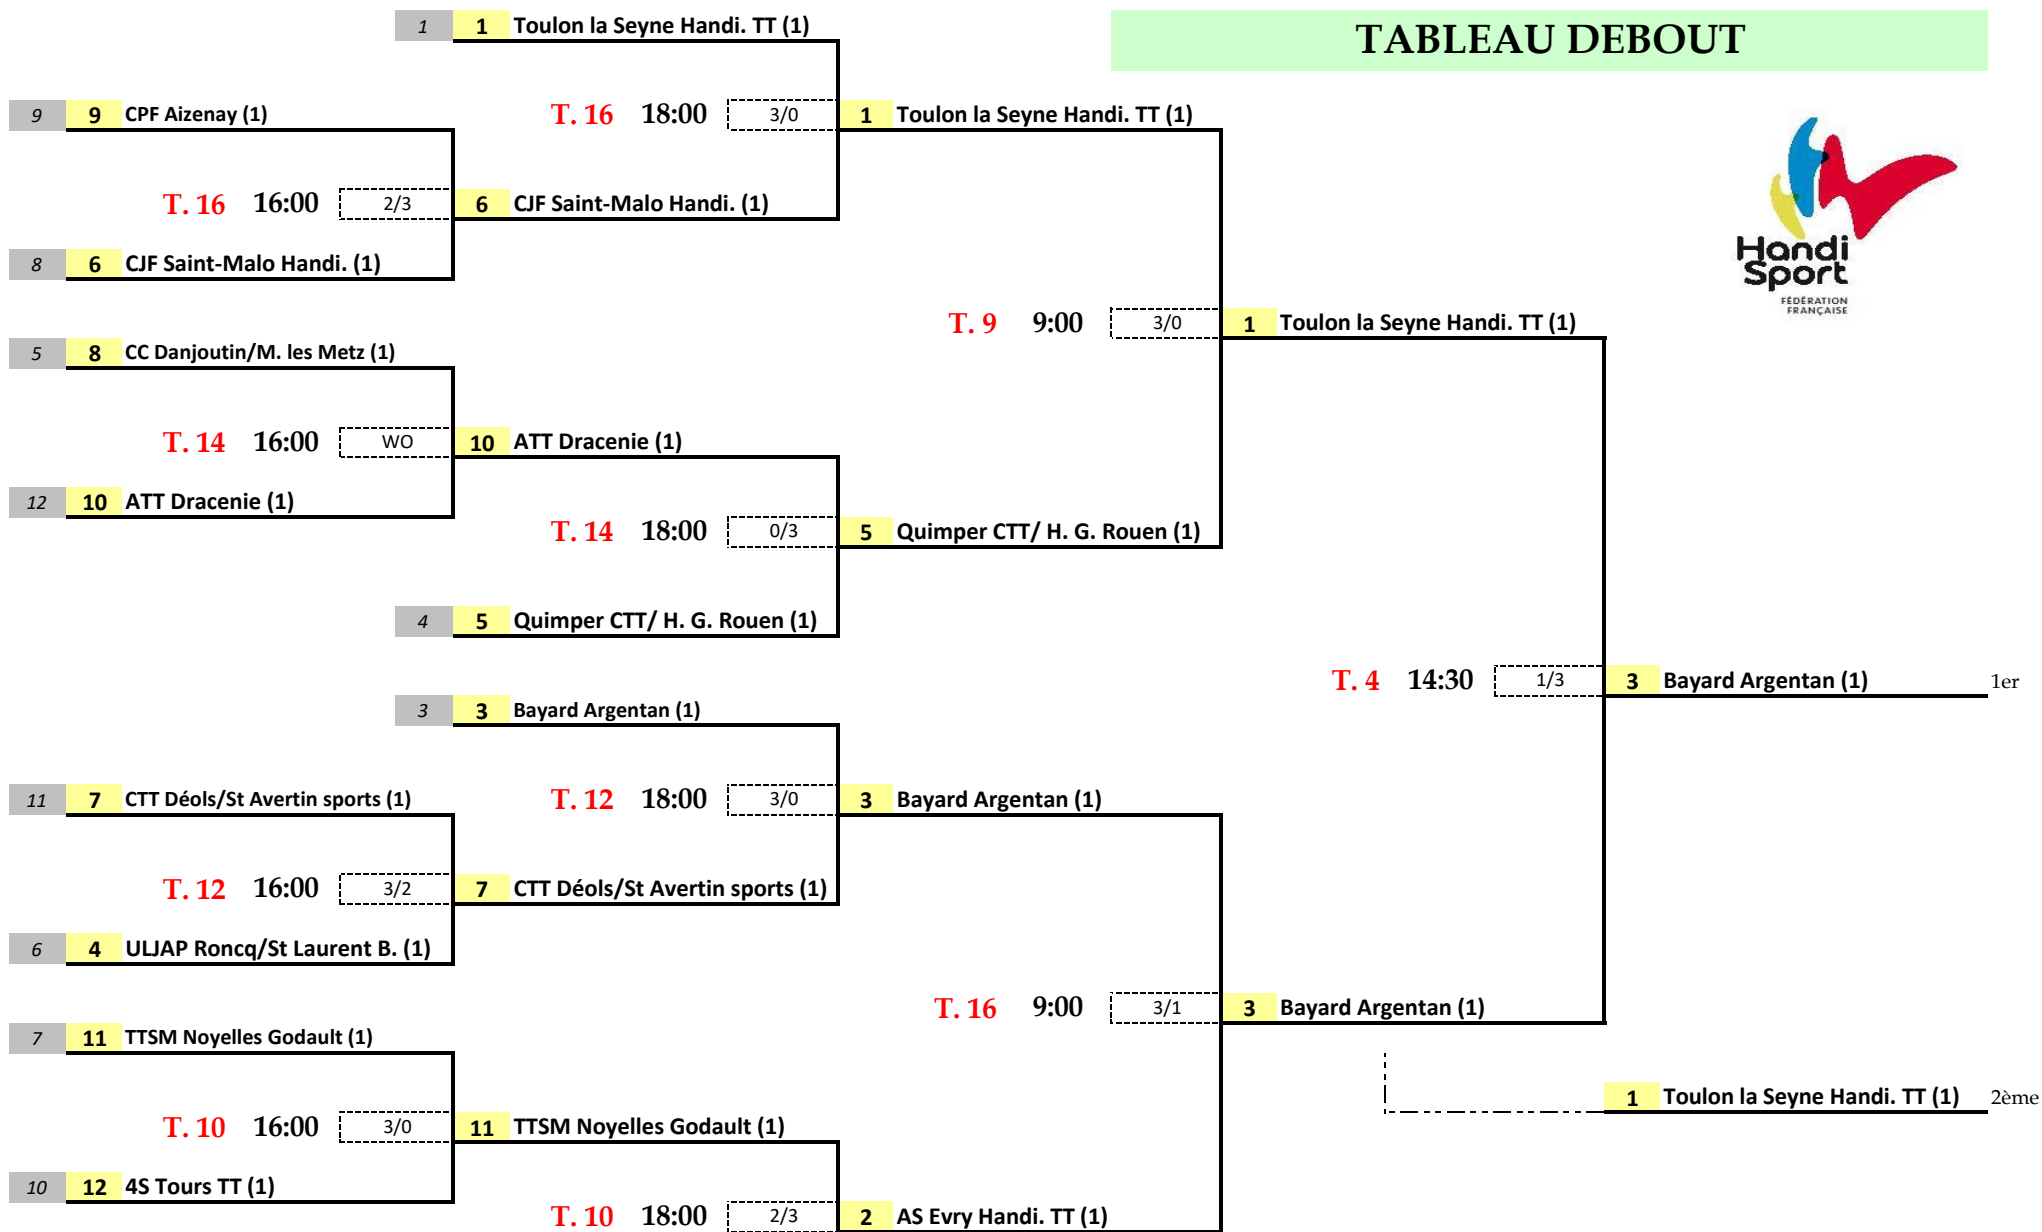 1 1 Toulon la Seyne Handi. TT (1)
TABLEAU DEBOUT
9 9 CPF Aizenay (1) T. 16 18:00 3/0 1 Toulon la Seyne Handi. TT (1)
T. 16 16:00 2/3 6 CJF Saint-Malo Handi. (1)
8 6 CJF Saint-Malo Handi. (1)
Handi
Sport
FÉDÉRATION
FRANÇAISE
T. 9 9:00 3/0 1 Toulon la Seyne Handi. TT (1)
5 8 CC Danjoutin/M. les Metz (1)
T. 14 16:00 WO 10 ATT Dracenie (1)
12 10 ATT Dracenie (1)
T. 14 18:00 0/3 5 Quimper CTT/ H. G. Rouen (1)
4 5 Quimper CTT/ H. G. Rouen (1)
T. 4 14:30 1/3 3 Bayard Argentan (1) 1er
3 3 Bayard Argentan (1)
11 7 CTT Déols/St Avertin sports (1) T. 12 18:00 3/0 3 Bayard Argentan (1)
T. 12 16:00 3/2 7 CTT Déols/St Avertin sports (1)
6 4 ULJAP Roncq/St Laurent B. (1)
T. 16 9:00 3/1 3 Bayard Argentan (1)
7 11 TTSM Noyelles Godault (1)
1 Toulon la Seyne Handi. TT (1) 2ème
T. 10 16:00 3/0 11 TTSM Noyelles Godault (1)
10 12 4S Tours TT (1)
T. 10 18:00 2/3 2 AS Evry Handi. TT (1)